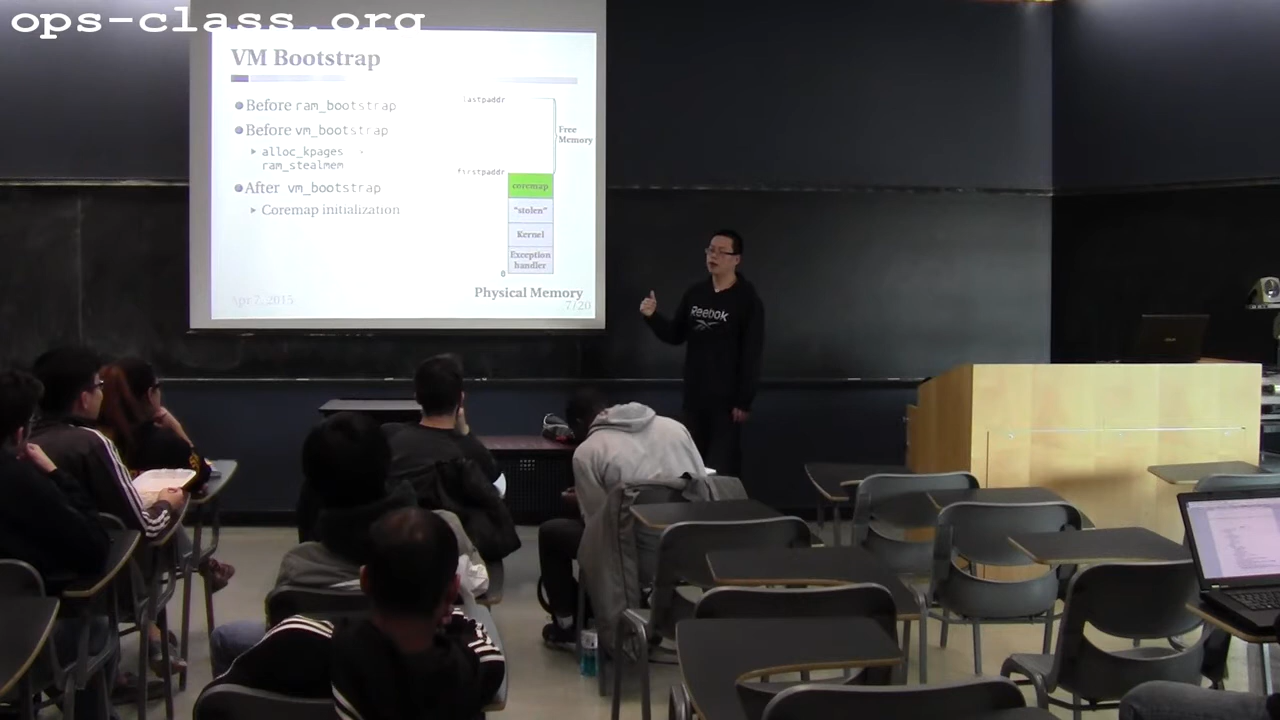 ops-class.org
VM Bootstrap
Before ram_bootstrap
Before vm_bootstrap
alloc_kpages
ram_stealmem
After vm_bootstrap
Coremap initialization
lastpaddr
Free
Memory
firstpaddr
coremap
"stolen"
Kernel
Exception
handler
0
Physical Memory
Apr 7, 2015
7/20
Reebok